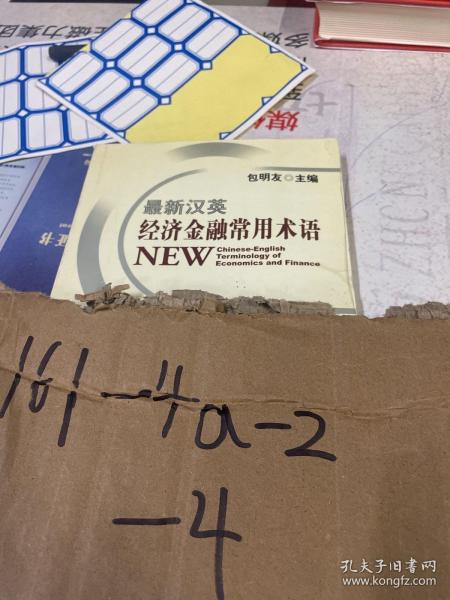 包明友 主编
最新汉英
经济金融常用术语
NEW Chinese-English
Terminology of
Economics and Finance
161-4a-2
-4
孔夫子旧书网
www.kongfz.com